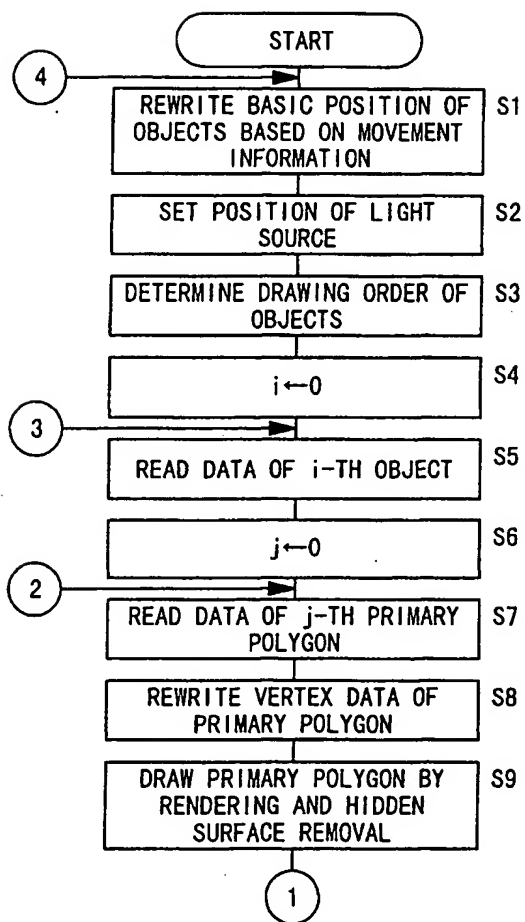 START
4
REWRITE BASIC POSITION OF
OBJECTS BASED ON MOVEMENT
INFORMATION
S1
SET POSITION OF LIGHT
SOURCE
S2
DETERMINE DRAWING ORDER OF
OBJECTS
S3
i←0
S4
3
READ DATA OF i-TH OBJECT
S5
j←0
S6
2
READ DATA OF j-TH PRIMARY
POLYGON
S7
REWRITE VERTEX DATA OF
PRIMARY POLYGON
S8
DRAW PRIMARY POLYGON BY
RENDERING AND HIDDEN
SURFACE REMOVAL
S9
1